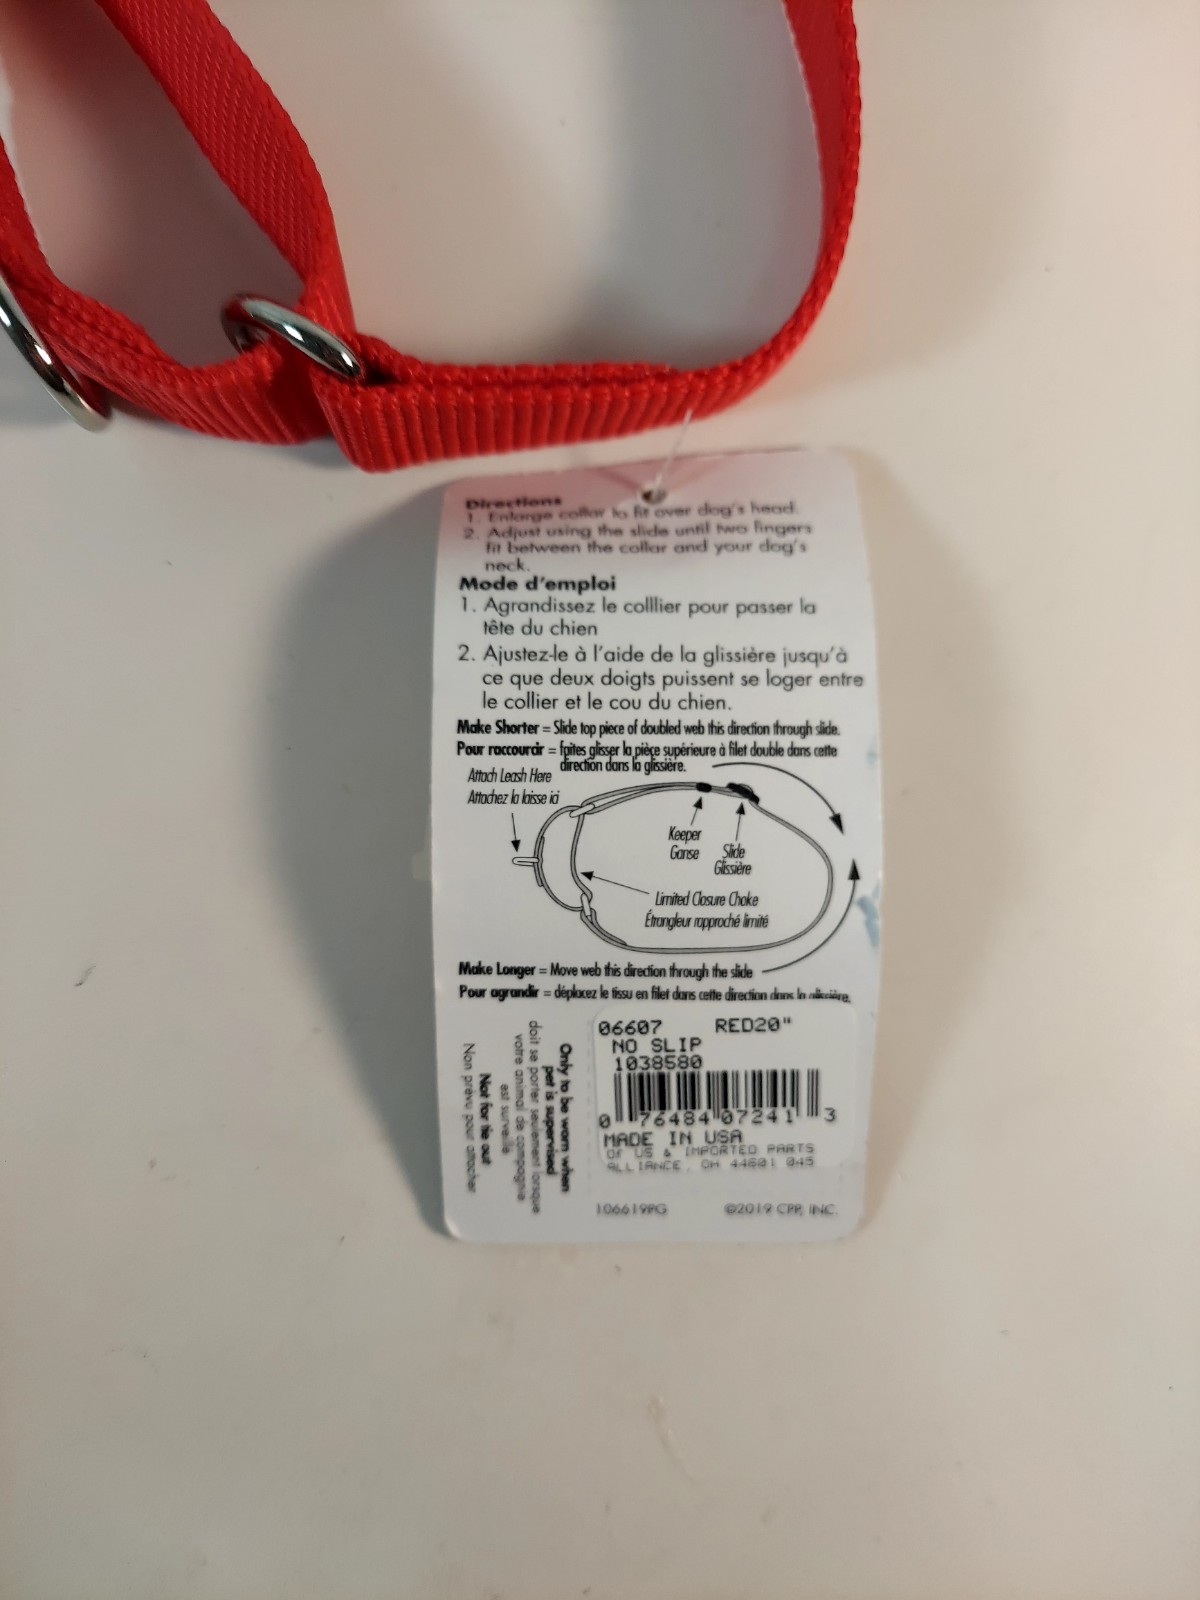 Directions
1. Enlarge collar to fit over dog's head.
2. Adjust using the slide until two fingers
fit between the collar and your dog's
neck.
Mode d'emploi
1. Agrandissez le colllier pour passer la
tête du chien
2. Ajustez-le à l'aide de la glissière jusqu'à
ce que deux doigts puissent se loger entre
le collier et le cou du chien.
Make Shorter = Slide top piece of doubled web this direction through slide.
Pour raccourcir = faites glisser la pièce supérieure à filet double dans cette
direction dans la glissière.
Attach Leash Here
Attachez la laisse ici
Keeper
Ganse
Slide
Glissière
Limited Closure Choke
Étrangleur rapproché limité
Make Longer = Move web this direction through the slide
Pour agrandir = déplacez le tissu en filet dans cette direction dans la glissière.
Only to be worn when
pet is supervised
doit se porter seulement lorsque
votre animal de compagnie
est surveillé
Not for tie out
Non prévu pour attacher
06607 RED20"
NO SLIP
1038580
0 76484 07241 3
MADE IN USA
OF US & IMPORTED PARTS
ALLIANCE, OH 44601 045
106619PG ©2019 CPP, INC.